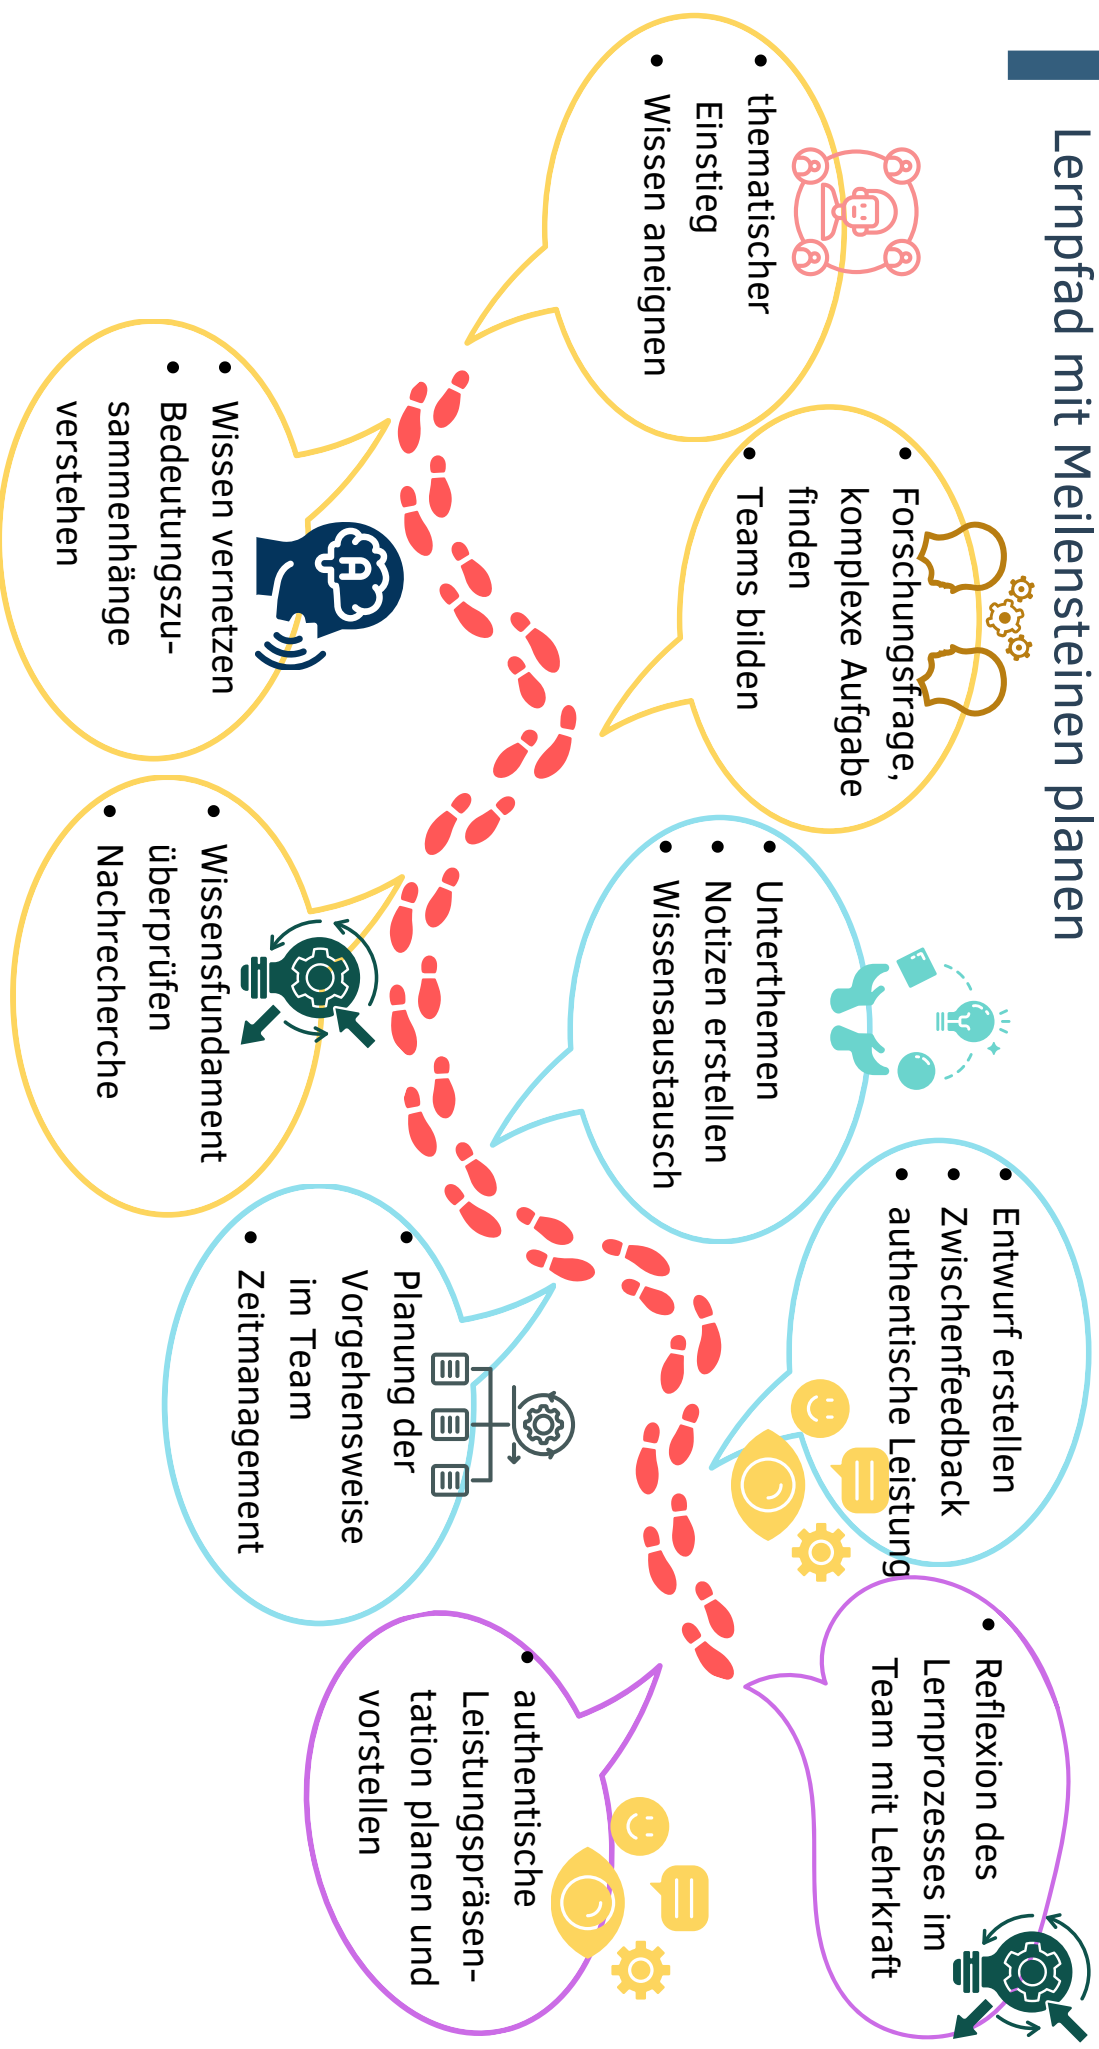 Lernpfad mit Meilensteinen planen
• thematischer
Einstieg
• Wissen aneignen
• Wissen vernetzen
• Bedeutungszu-
sammenhänge
verstehen
• Forschungsfrage,
komplexe Aufgabe
finden
• Teams bilden
• Wissensfundament
überprüfen
• Nachrecherche
• Unterthemen
• Notizen erstellen
• Wissensaustausch
• Planung der
Vorgehensweise
im Team
• Zeitmanagement
• Entwurf erstellen
• Zwischenfeedback
• authentische Leistung
• authentische
Leistungspräsen-
tation planen und
vorstellen
• Reflexion des
Lernprozesses im
Team mit Lehrkraft
A